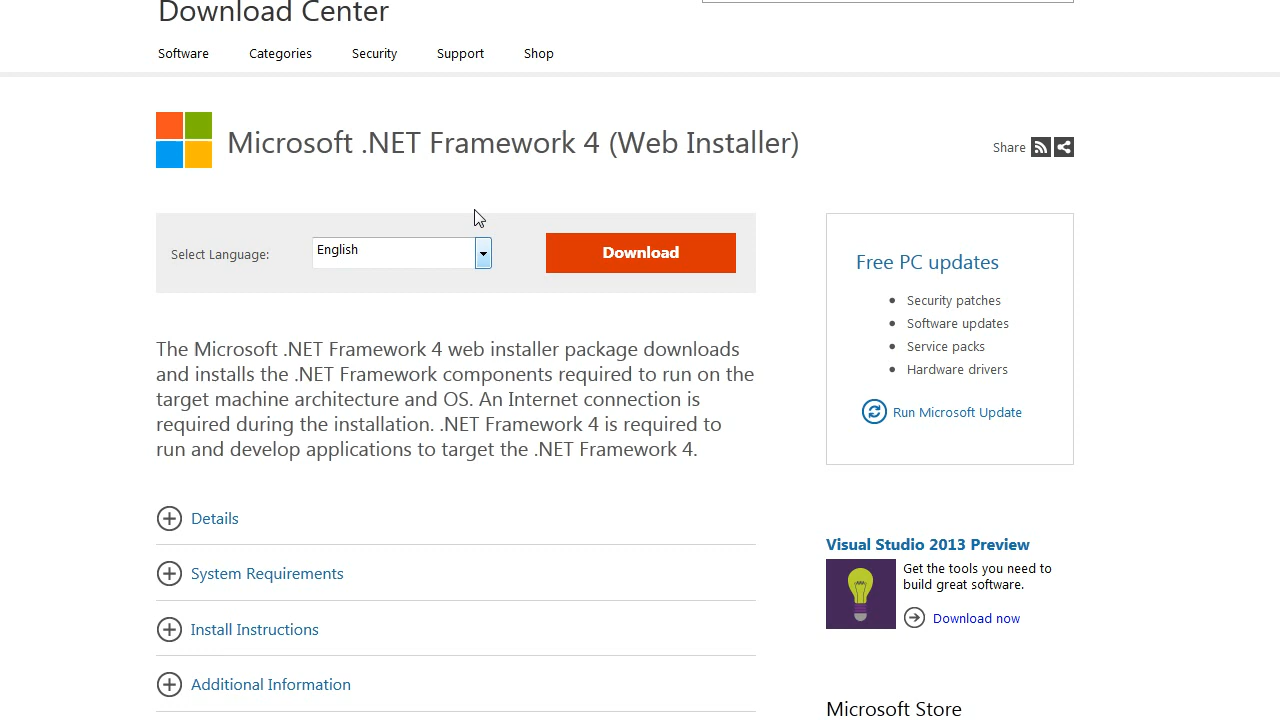 Download Center
Software Categories Security Support Shop
Microsoft .NET Framework 4 (Web Installer)
Share
Select Language:
English
Download
The Microsoft .NET Framework 4 web installer package downloads
and installs the .NET Framework components required to run on the
target machine architecture and OS. An Internet connection is
required during the installation. .NET Framework 4 is required to
run and develop applications to target the .NET Framework 4.
Details
System Requirements
Install Instructions
Additional Information
Free PC updates
Security patches
Software updates
Service packs
Hardware drivers
Run Microsoft Update
Visual Studio 2013 Preview
Get the tools you need to
build great software.
Download now
Microsoft Store